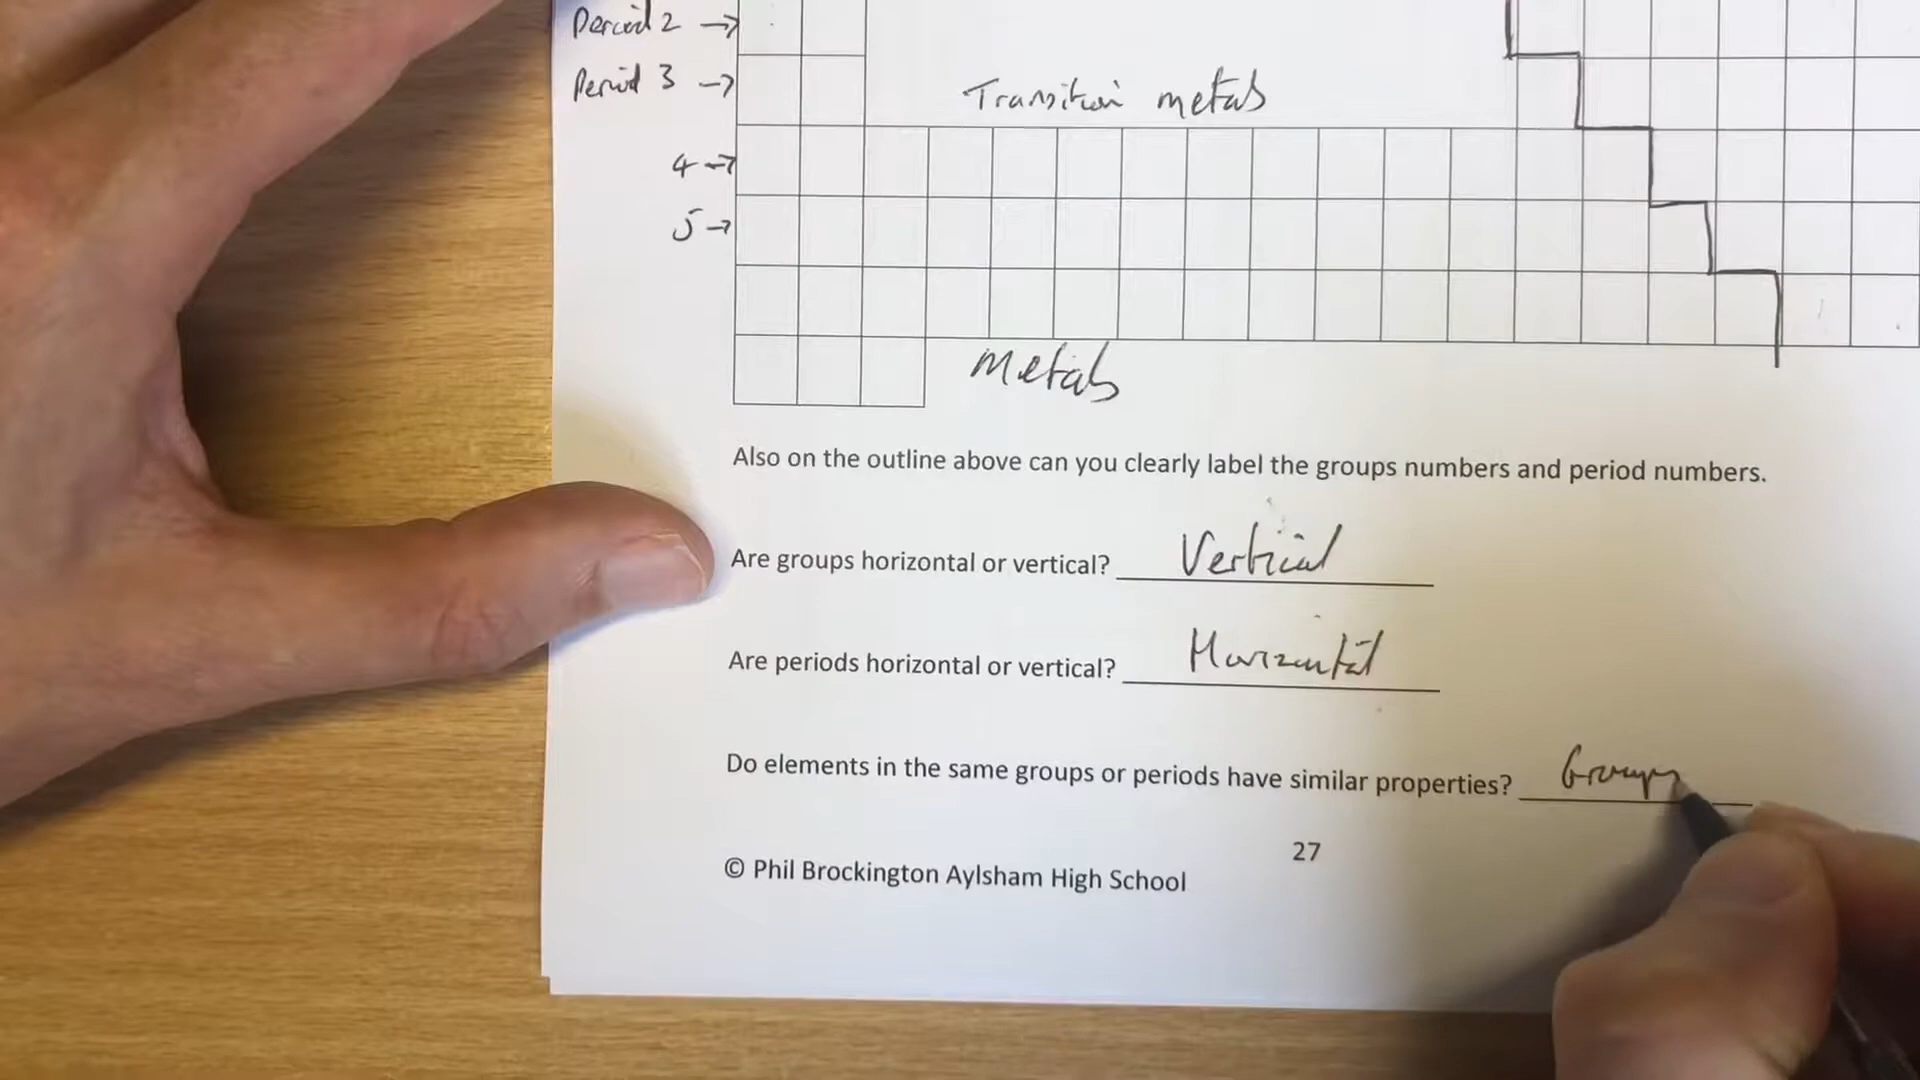 Period 2 →
Period 3 →
Transition metals
4 →
5 →
metals
Also on the outline above can you clearly label the groups numbers and period numbers.
Are groups horizontal or vertical? Vertical
Are periods horizontal or vertical? Horizontal
Do elements in the same groups or periods have similar properties? Groups
27
© Phil Brockington Aylsham High School